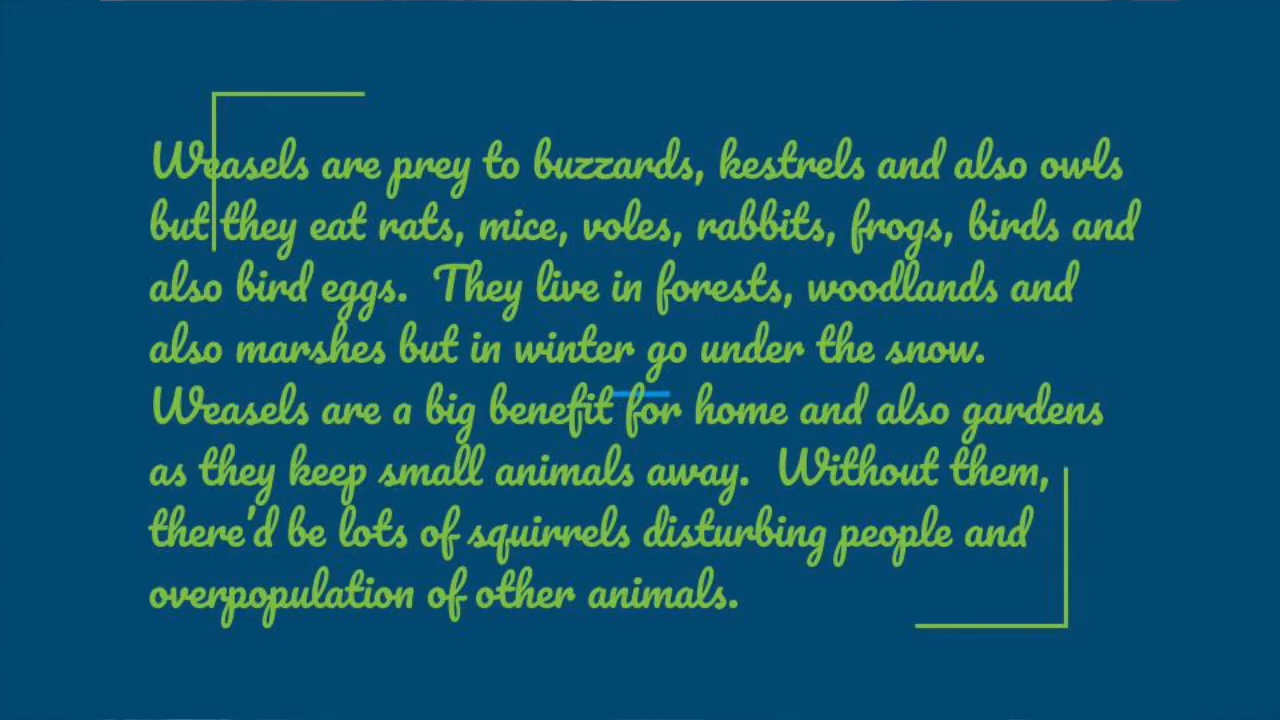 Weasels are prey to buzzards, kestrels and also owls
but they eat rats, mice, voles, rabbits, frogs, birds and
also bird eggs.  They live in forests, woodlands and
also marshes but in winter go under the snow.
Weasels are a big benefit for home and also gardens
as they keep small animals away.  Without them,
there'd be lots of squirrels disturbing people and
overpopulation of other animals.